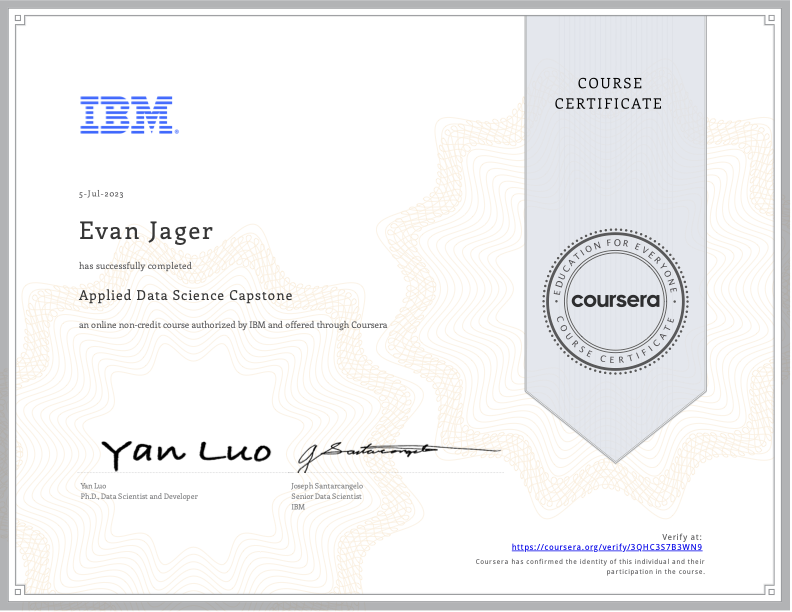 IBM®
COURSE
CERTIFICATE
5-Jul-2023
Evan Jager
has successfully completed
Applied Data Science Capstone
an online non-credit course authorized by IBM and offered through Coursera
EDUCATION FOR EVERYONE
coursera
COURSE CERTIFICATE
Yan Luo
G Santarcangelo
Yan Luo
Ph.D., Data Scientist and Developer
Joseph Santarcangelo
Senior Data Scientist
IBM
Verify at:
https://coursera.org/verify/3QHC3S7B3WN9
Coursera has confirmed the identity of this individual and their
participation in the course.